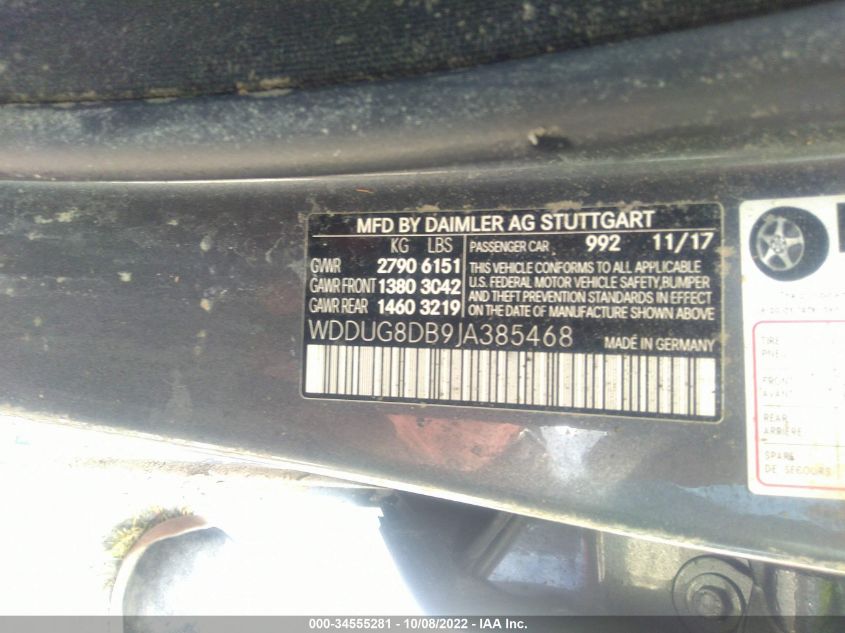 MFD BY DAIMLER AG STUTTGART
KG LBS
GVWR 2790 6151
GAWR FRONT 1380 3042
GAWR REAR 1460 3219
PASSENGER CAR 992 11/17
THIS VEHICLE CONFORMS TO ALL APPLICABLE
U.S. FEDERAL MOTOR VEHICLE SAFETY,BUMPER
AND THEFT PREVENTION STANDARDS IN EFFECT
ON THE DATE OF MANUFACTURE SHOWN ABOVE
WDDUG8DB9JA385468 MADE IN GERMANY
TIRE
PNEU
FRONT
AVANT
REAR
ARRIÈRE
SPARE
DE SECOURS
000-34555281 - 10/08/2022 - IAA, Inc.